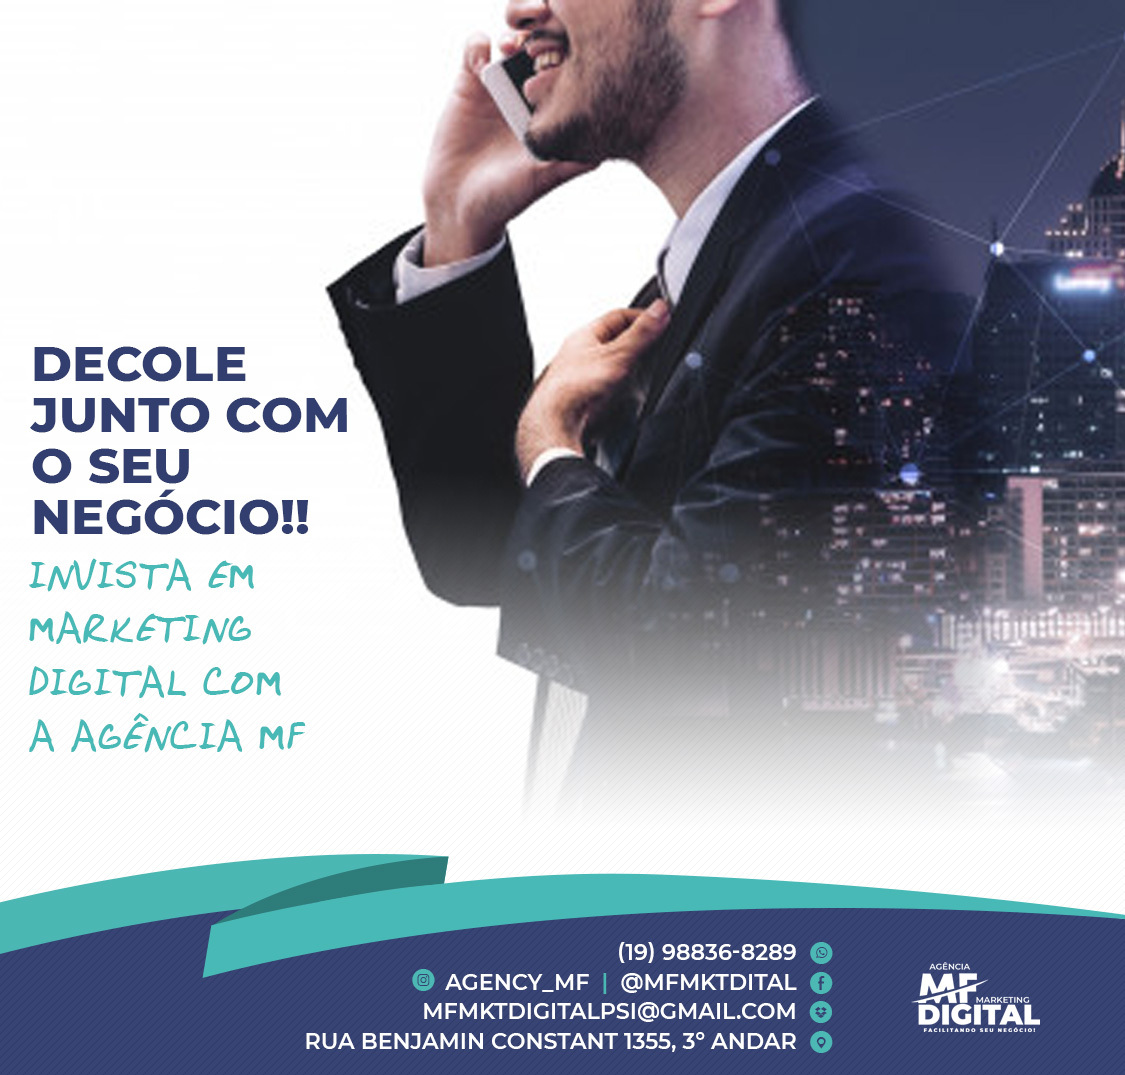 DECOLE
JUNTO COM
O SEU
NEGÓCIO!!
INVISTA EM
MARKETING
DIGITAL COM
A AGÊNCIA MF
(19) 98836-8289
AGENCY_MF | @MFMKTDITAL
MFMKTDIGITALPSI@GMAIL.COM
RUA BENJAMIN CONSTANT 1355, 3º ANDAR
AGÊNCIA
MF
MARKETING
DIGITAL
FACILITANDO SEU NEGÓCIO!